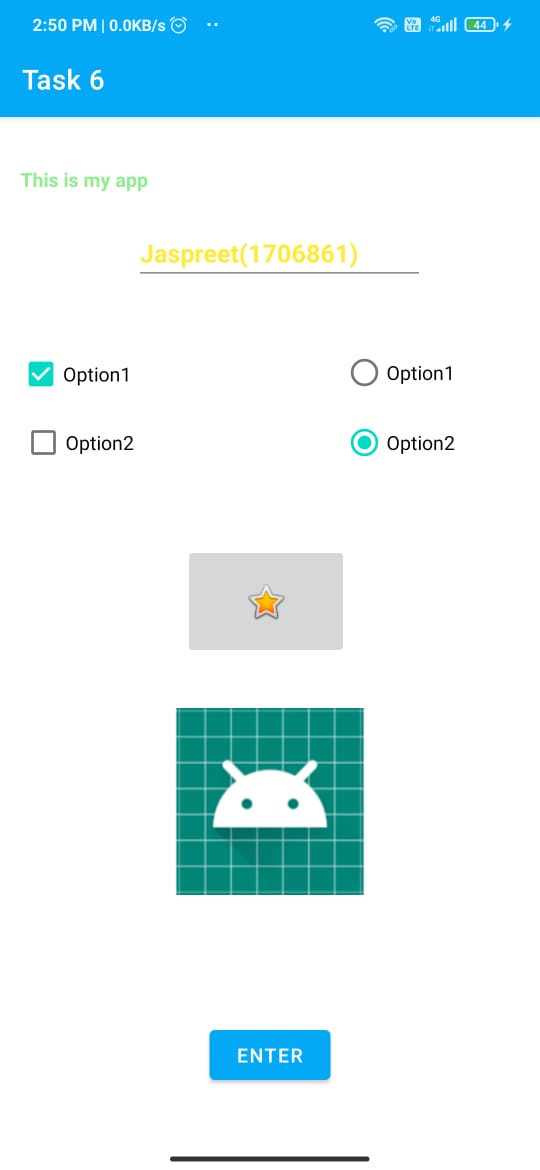 2:50 PM | 0.0KB/s
Vo LTE 4G 44
Task 6
This is my app
Jaspreet(1706861)
Option1 Option1
Option2 Option2
ENTER